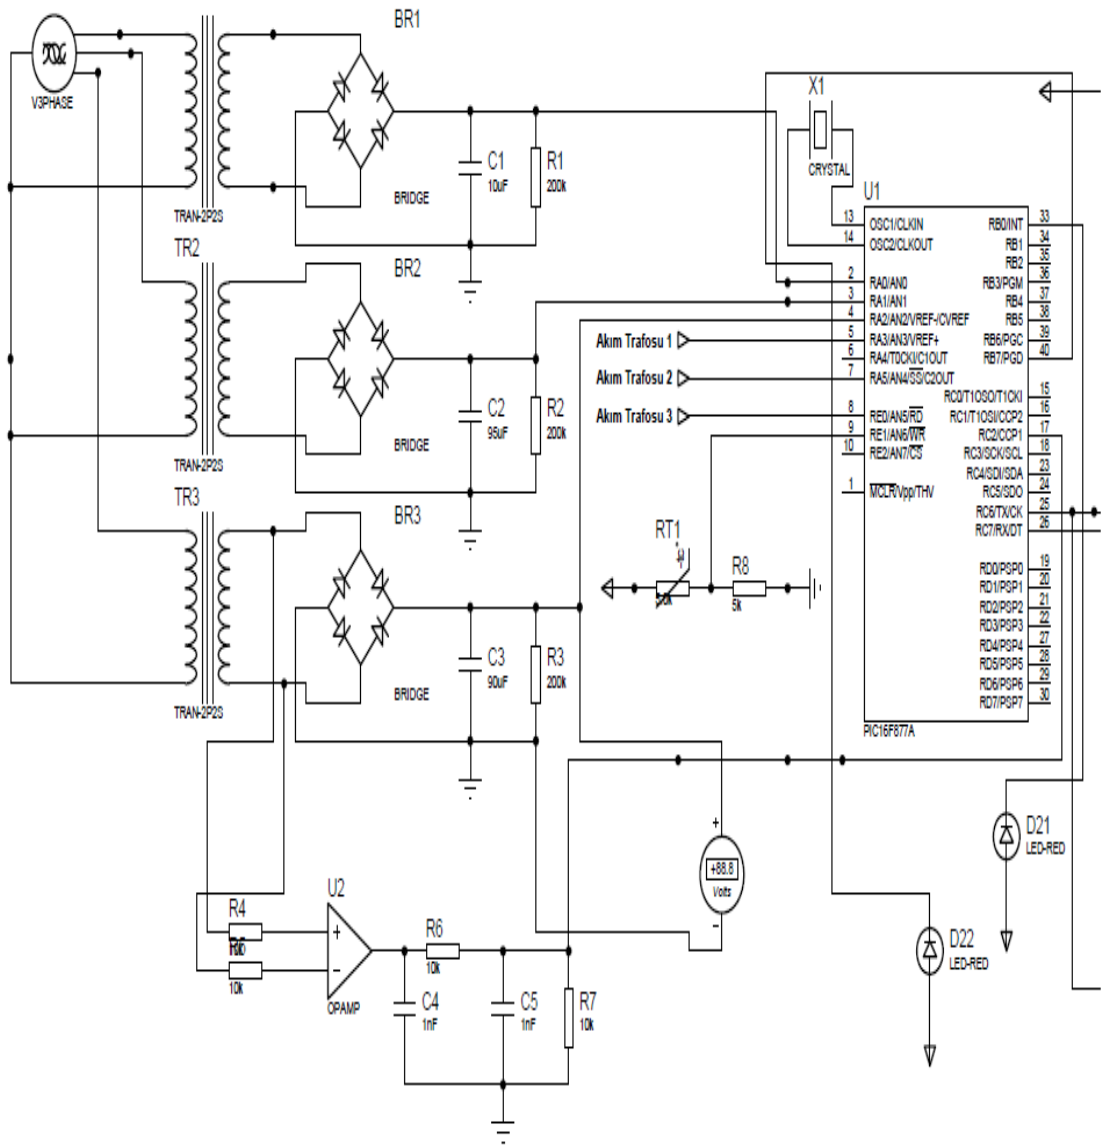 V3PHASE
TRAN-2P2S
BR1
BRIDGE
C1
10uF
R1
200k
TR2
TRAN-2P2S
BR2
BRIDGE
C2
95uF
R2
200k
TR3
TRAN-2P2S
BR3
BRIDGE
C3
90uF
R3
200k
X1
CRYSTAL
U1
13 OSC1/CLKIN
14 OSC2/CLKOUT
2 RA0/AN0
3 RA1/AN1
4 RA2/AN2/VREF-/CVREF
5 RA3/AN3/VREF+
6 RA4/T0CKI/C1OUT
7 RA5/AN4/SS/C2OUT
8 RE0/AN5/RD
9 RE1/AN6/WR
10 RE2/AN7/CS
1 MCLR/Vpp/THV
RB0/INT 33
RB1 34
RB2 35
RB3/PGM 36
RB4 37
RB5 38
RB6/PGC 39
RB7/PGD 40
RC0/T1OSO/T1CKI 15
RC1/T1OSI/CCP2 16
RC2/CCP1 17
RC3/SCK/SCL 18
RC4/SDI/SDA 23
RC5/SDO 24
RC6/TX/CK 25
RC7/RX/DT 26
RD0/PSP0 19
RD1/PSP1 20
RD2/PSP2 21
RD3/PSP3 22
RD4/PSP4 27
RD5/PSP5 28
RD6/PSP6 29
RD7/PSP7 30
PIC16F877A
Akım Trafosu 1
Akım Trafosu 2
Akım Trafosu 3
RT1
R8
5k
+88.8
Volts
+
-
D21
LED-RED
D22
LED-RED
R4
10k
U2
+
-
OPAMP
R6
10k
C4
1nF
C5
1nF
R7
10k